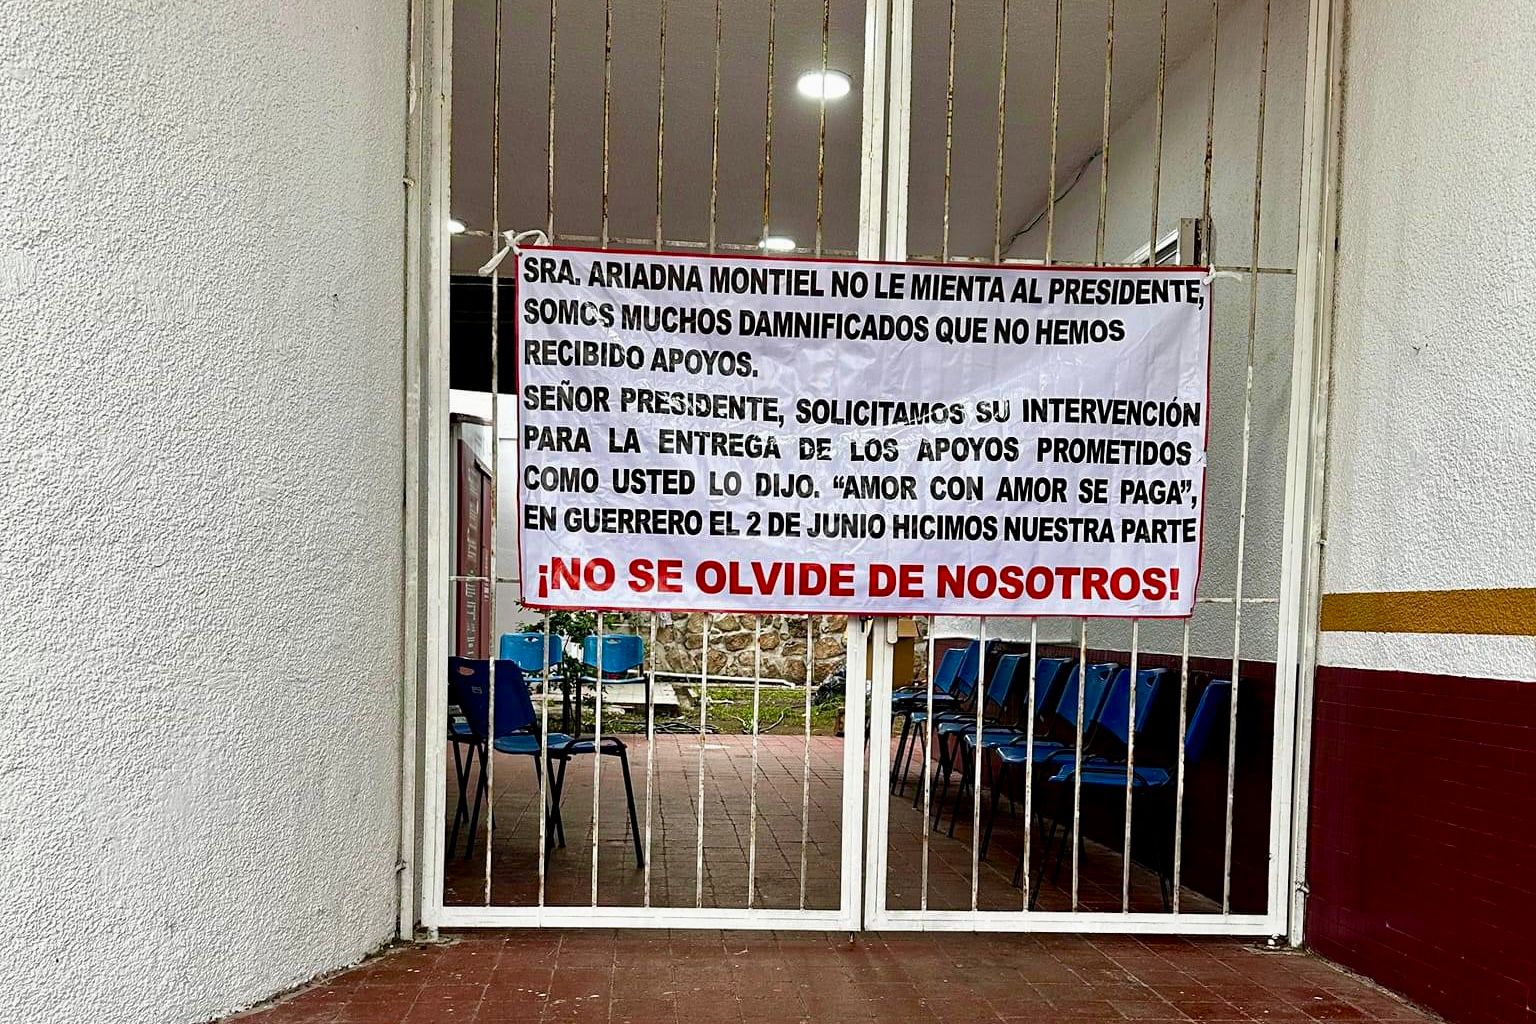 SRA. ARIADNA MONTIEL NO LE MIENTA AL PRESIDENTE,
SOMOS MUCHOS DAMNIFICADOS QUE NO HEMOS
RECIBIDO APOYOS.
SEÑOR PRESIDENTE, SOLICITAMOS SU INTERVENCIÓN
PARA LA ENTREGA DE LOS APOYOS PROMETIDOS
COMO USTED LO DIJO. “AMOR CON AMOR SE PAGA”,
EN GUERRERO EL 2 DE JUNIO HICIMOS NUESTRA PARTE
¡NO SE OLVIDE DE NOSOTROS!